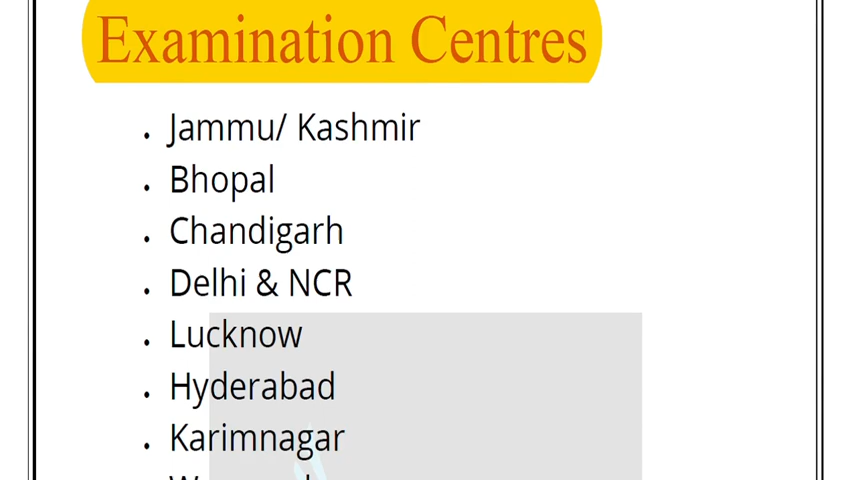 Examination Centres
• Jammu/ Kashmir
• Bhopal
• Chandigarh
• Delhi & NCR
• Lucknow
• Hyderabad
• Karimnagar